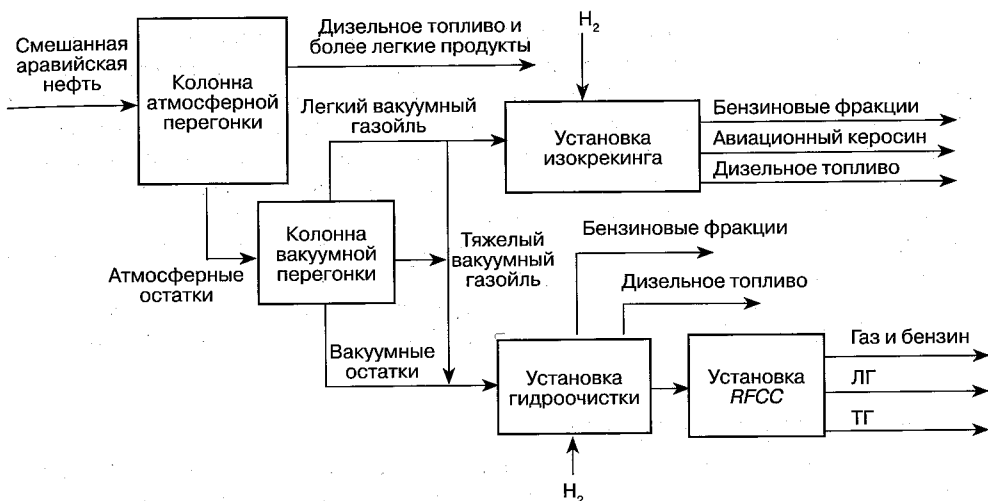 Смешанная
аравийская
нефть
Колонна
атмосферной
перегонки
Дизельное топливо и
более легкие продукты
H₂
Легкий вакуумный
газойль
Установка
изокрекинга
Бензиновые фракции
Авиационный керосин
Дизельное топливо
Атмосферные
остатки
Колонна
вакуумной
перегонки
Тяжелый
вакуумный
газойль
Бензиновые фракции
Дизельное топливо
Вакуумные
остатки
Установка
гидроочистки
Установка
RFCC
Газ и бензин
ЛГ
ТГ
H₂